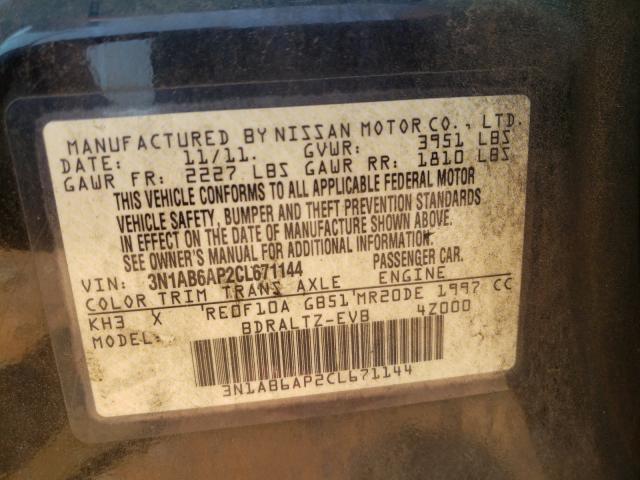 MANUFACTURED BY NISSAN MOTOR CO., LTD.
DATE: 11/11. GVWR: 3951 LBS
GAWR FR: 2227 LBS GAWR RR: 1810 LBS
THIS VEHICLE CONFORMS TO ALL APPLICABLE FEDERAL MOTOR
VEHICLE SAFETY, BUMPER AND THEFT PREVENTION STANDARDS
IN EFFECT ON THE DATE OF MANUFACTURE SHOWN ABOVE.
SEE OWNER'S MANUAL FOR ADDITIONAL INFORMATION.
VIN: 3N1AB6AP2CL671144 PASSENGER CAR.
COLOR TRIM TRANS AXLE ENGINE
KH3 X RE0F10A GB51 MR20DE 1997 CC
MODEL: BDRALTZ-EVB 4Z000
3N1AB6AP2CL671144